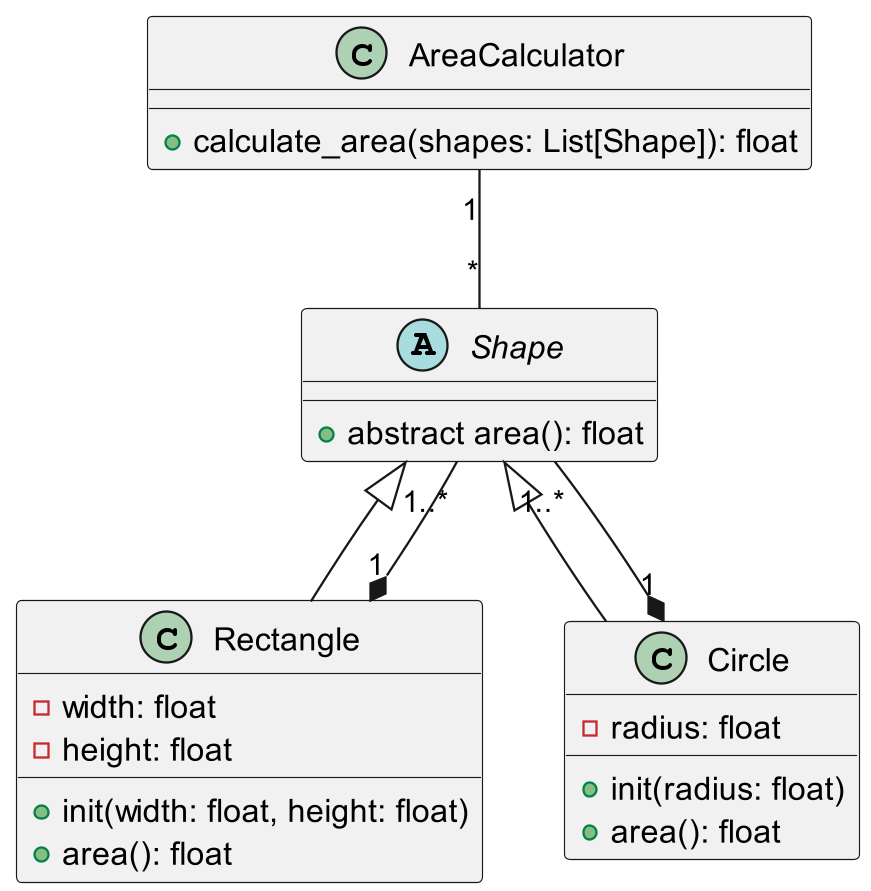 C AreaCalculator
calculate_area(shapes: List[Shape]): float
1
*
A Shape
abstract area(): float
1..*
1..*
1
1
C Rectangle
width: float
height: float
init(width: float, height: float)
area(): float
C Circle
radius: float
init(radius: float)
area(): float